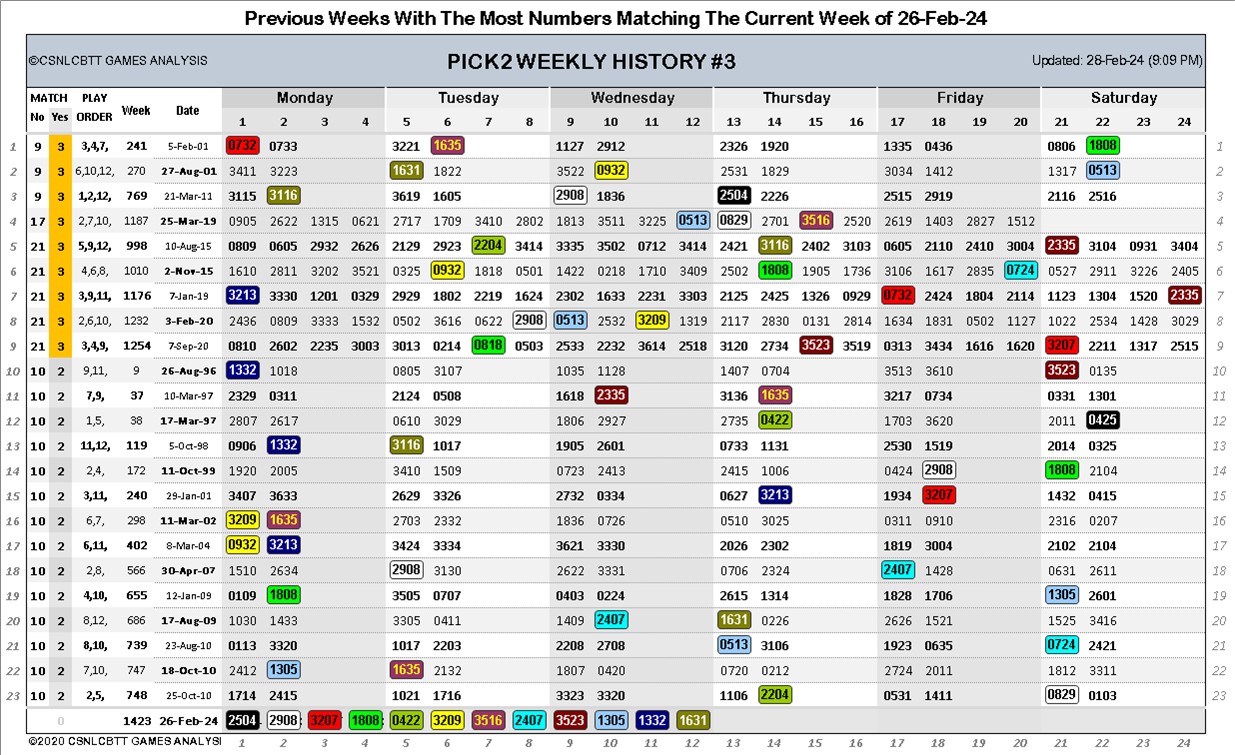 Previous Weeks With The Most Numbers Matching The Current Week of 26-Feb-24
©CSNLCBTT GAMES ANALYSIS PICK2 WEEKLY HISTORY #3 Updated: 28-Feb-24 (9:09 PM)
MATCH PLAY Week Date Monday Tuesday Wednesday Thursday Friday Saturday
No Yes ORDER 1 2 3 4 5 6 7 8 9 10 11 12 13 14 15 16 17 18 19 20 21 22 23 24
1 9 3 3,4,7, 241 5-Feb-01 0732 0733 3221 1635 1127 2912 2326 1920 1335 0436 0806 1808 1
2 9 3 6,10,12, 270 27-Aug-01 3411 3223 1631 1822 3522 0932 2531 1829 3034 1412 1317 0513 2
3 9 3 1,2,12, 769 21-Mar-11 3115 3116 3619 1605 2908 1836 2504 2226 2515 2919 2116 2516 3
4 17 3 2,7,10, 1187 25-Mar-19 0905 2622 1315 0621 2717 1709 3410 2802 1813 3511 3225 0513 0829 2701 3516 2520 2619 1403 2827 1512 4
5 21 3 5,9,12, 998 10-Aug-15 0809 0605 2932 2626 2129 2923 2204 3414 3335 3502 0712 3414 2421 3116 2402 3103 0605 2110 2410 3004 2335 3104 0931 3404 5
6 21 3 4,6,8, 1010 2-Nov-15 1610 2811 3202 3521 0325 0932 1818 0501 1422 0218 1710 3409 2502 1808 1905 1736 3106 1617 2835 0724 0527 2911 3226 2405 6
7 21 3 3,9,11, 1176 7-Jan-19 3213 3330 1201 0329 2929 1802 2219 1624 2302 1633 2231 3303 2125 2425 1326 0929 0732 2424 1804 2114 1123 1304 1520 2335 7
8 21 3 2,6,10, 1232 3-Feb-20 2436 0809 3333 1532 0502 3616 0622 2908 0513 2532 3209 1319 2117 2830 0131 2814 1634 1831 0502 1127 1022 2534 1428 3029 8
9 21 3 3,4,9, 1254 7-Sep-20 0810 2602 2235 3003 3013 0214 0818 0503 2533 2232 3614 2518 3120 2734 3523 3519 0313 3434 1616 1620 3207 2211 1317 2515 9
10 10 2 9,11, 9 26-Aug-96 1332 1018 0805 3107 1035 1128 1407 0704 3513 3610 3523 0135 10
11 10 2 7,9, 37 10-Mar-97 2329 0311 2124 0508 1618 2335 3136 1635 3217 0734 0331 1301 11
12 10 2 1,5, 38 17-Mar-97 2807 2617 0610 3029 1806 2927 2735 0422 1703 3620 2011 0425 12
13 10 2 11,12, 119 5-Oct-98 0906 1332 3116 1017 1905 2601 0733 1131 2530 1519 2014 0325 13
14 10 2 2,4, 172 11-Oct-99 1920 2005 3410 1509 0723 2413 2415 1006 0424 2908 1808 2104 14
15 10 2 3,11, 240 29-Jan-01 3407 3633 2629 3326 2732 0334 0627 3213 1934 3207 1432 0415 15
16 10 2 6,7, 298 11-Mar-02 3209 1635 2703 2332 1836 0726 0510 3025 0311 0910 2316 0207 16
17 10 2 6,11, 402 8-Mar-04 0932 3213 3424 3334 3621 3330 2026 2302 1819 3004 2102 2104 17
18 10 2 2,8, 566 30-Apr-07 1510 2634 2908 3130 2622 3331 0706 2324 2407 1428 0631 2611 18
19 10 2 4,10, 655 12-Jan-09 0109 1808 3505 0707 0403 0224 2615 1314 1828 1706 1305 2601 19
20 10 2 8,12, 686 17-Aug-09 1030 1433 3305 0411 1409 2407 1631 0226 2626 1521 1525 3416 20
21 10 2 8,10, 739 23-Aug-10 0113 3320 1017 2203 2208 2708 0513 3106 1923 0635 0724 2421 21
22 10 2 7,10, 747 18-Oct-10 2412 1305 1635 2132 1807 0420 0720 0212 2724 2011 1812 3311 22
23 10 2 2,5, 748 25-Oct-10 1714 2415 1021 1716 3323 3320 1106 2204 0531 1411 0829 0103 23
0 1423 26-Feb-24 2504 2908 3207 1808 0422 3209 3516 2407 3523 1305 1332 1631
©2020 CSNLCBTT GAMES ANALYSI 1 2 3 4 5 6 7 8 9 10 11 12 13 14 15 16 17 18 19 20 21 22 23 24